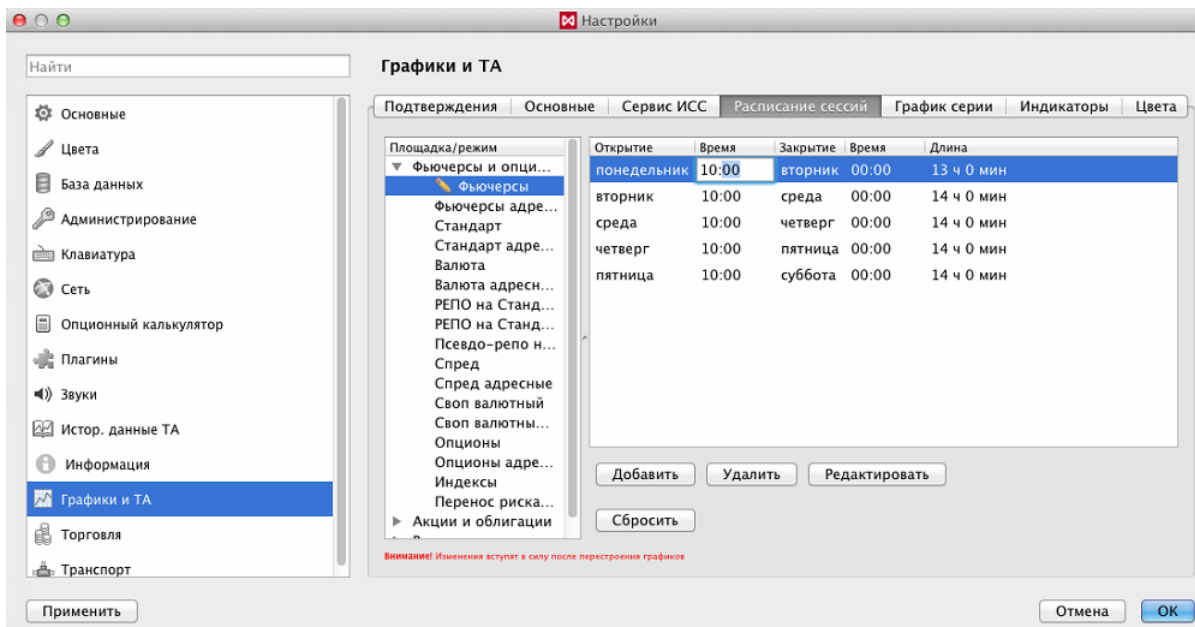 Настройки
Найти
Основные
Цвета
База данных
Администрирование
Клавиатура
Сеть
Опционный калькулятор
Плагины
Звуки
Истор. данные ТА
Информация
Графики и ТА
Торговля
Транспорт
Графики и ТА
Подтверждения Основные Сервис ИСС Расписание сессий График серии Индикаторы Цвета
Площадка/режим
Фьючерсы и опци...
Фьючерсы
Фьючерсы адре...
Стандарт
Стандарт адре...
Валюта
Валюта адресн...
РЕПО на Станд...
РЕПО на Станд...
Псевдо-репо н...
Спред
Спред адресные
Своп валютный
Своп валютны...
Опционы
Опционы адре...
Индексы
Перенос риска...
Акции и облигации
Открытие Время Закрытие Время Длина
понедельник 10:00 вторник 00:00 13 ч 0 мин
вторник 10:00 среда 00:00 14 ч 0 мин
среда 10:00 четверг 00:00 14 ч 0 мин
четверг 10:00 пятница 00:00 14 ч 0 мин
пятница 10:00 суббота 00:00 14 ч 0 мин
Добавить Удалить Редактировать
Сбросить
Внимание! Изменения вступят в силу после перестроения графиков
Применить Отмена OK